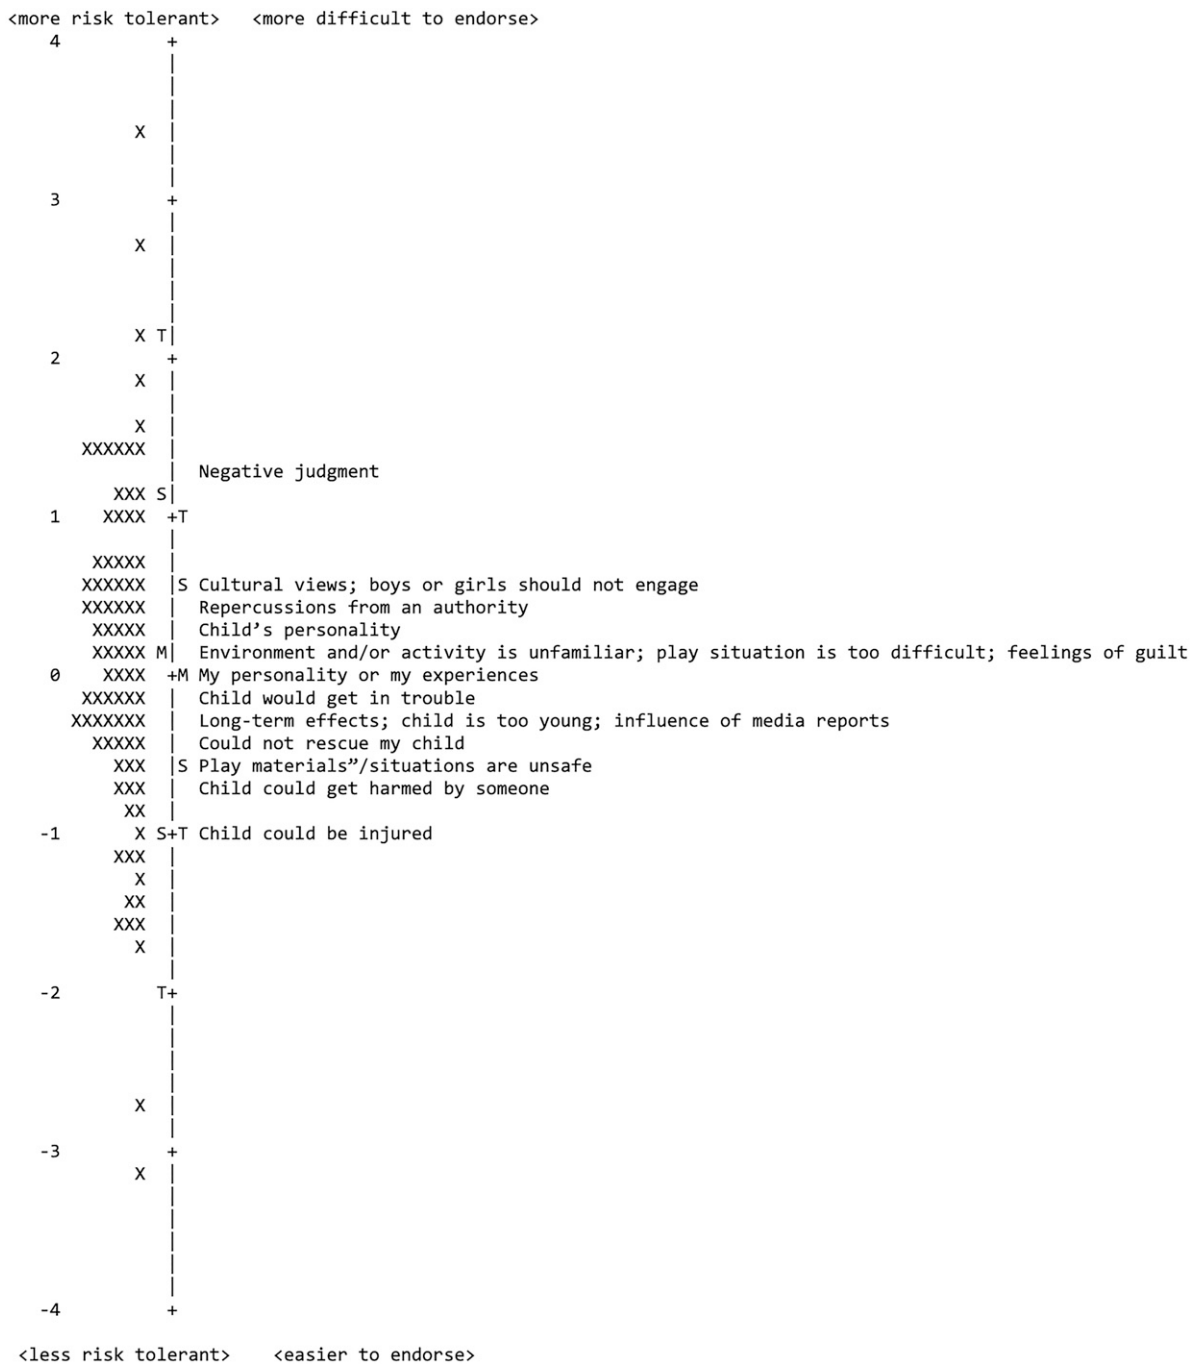 <more risk tolerant> <more difficult to endorse>
4 +
|
|
|
X |
|
|
3 +
|
X |
|
|
|
X T|
2 +
X |
|
X |
XXXXXX |
| Negative judgment
XXX S|
1 XXXX +T
|
XXXXX |
XXXXXX |S Cultural views; boys or girls should not engage
XXXXXX | Repercussions from an authority
XXXXX | Child’s personality
XXXXX M| Environment and/or activity is unfamiliar; play situation is too difficult; feelings of guilt
0 XXXX +M My personality or my experiences
XXXXXX | Child would get in trouble
XXXXXXX | Long-term effects; child is too young; influence of media reports
XXXXX | Could not rescue my child
XXX |S Play materials”/situations are unsafe
XXX | Child could get harmed by someone
XX |
-1 X S+T Child could be injured
XXX |
X |
XX |
XXX |
X |
|
-2 T+
|
|
|
|
X |
|
-3 +
X |
|
|
|
|
|
-4 +
<less risk tolerant> <easier to endorse>